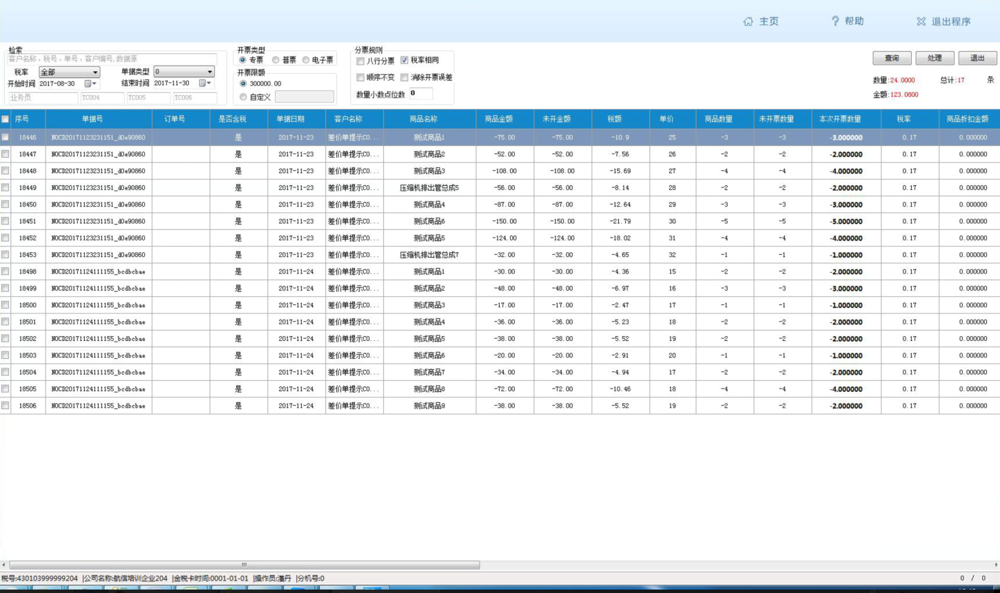 主页 帮助 退出程序
检索 开票类型 分票规则
客户名称、税号、单号、客户编号,数据源 专票 普票 电子票 八行分票 税率相同 查询 处理 退出
税率 全部 单据类型 0 开票限额 顺序不变 消除开票误差 数量:24.0000 总计:17 条
开始时间 2017-08-30 结束时间 2017-11-30 300000.00
业务员 TC004 TC005 TC006 自定义 数量小数点位数 0 金额:123.0800
序号 单据号 订单号 是否含税 单据日期 客户名称 商品名称 商品金额 未开金额 税额 单价 商品数量 未开票数量 本次开票数量 税率 商品折扣金额
18446 NOCD20171123231151_d0e90860 是 2017-11-23 差价单提示CO... 测试商品1 -75.00 -75.00 -10.9 25 -3 -3 -3.000000 0.17 0.000000
18447 NOCD20171123231151_d0e90860 是 2017-11-23 差价单提示CO... 测试商品2 -52.00 -52.00 -7.56 26 -2 -2 -2.000000 0.17 0.000000
18448 NOCD20171123231151_d0e90860 是 2017-11-23 差价单提示CO... 测试商品3 -108.00 -108.00 -15.69 27 -4 -4 -4.000000 0.17 0.000000
18449 NOCD20171123231151_d0e90860 是 2017-11-23 差价单提示CO... 压缩机排出管总成5 -56.00 -56.00 -8.14 28 -2 -2 -2.000000 0.17 0.000000
18450 NOCD20171123231151_d0e90860 是 2017-11-23 差价单提示CO... 测试商品4 -87.00 -87.00 -12.64 29 -3 -3 -3.000000 0.17 0.000000
18451 NOCD20171123231151_d0e90860 是 2017-11-23 差价单提示CO... 测试商品6 -150.00 -150.00 -21.79 30 -5 -5 -5.000000 0.17 0.000000
18452 NOCD20171123231151_d0e90860 是 2017-11-23 差价单提示CO... 测试商品5 -124.00 -124.00 -18.02 31 -4 -4 -4.000000 0.17 0.000000
18453 NOCD20171123231151_d0e90860 是 2017-11-23 差价单提示CO... 压缩机排出管总成7 -32.00 -32.00 -4.65 32 -1 -1 -1.000000 0.17 0.000000
18498 NOCD20171124111155_bcdbcbae 是 2017-11-24 差价单提示CO... 测试商品1 -30.00 -30.00 -4.36 15 -2 -2 -2.000000 0.17 0.000000
18499 NOCD20171124111155_bcdbcbae 是 2017-11-24 差价单提示CO... 测试商品2 -48.00 -48.00 -6.97 16 -3 -3 -3.000000 0.17 0.000000
18500 NOCD20171124111155_bcdbcbae 是 2017-11-24 差价单提示CO... 测试商品3 -17.00 -17.00 -2.47 17 -1 -1 -1.000000 0.17 0.000000
18501 NOCD20171124111155_bcdbcbae 是 2017-11-24 差价单提示CO... 测试商品4 -36.00 -36.00 -5.23 18 -2 -2 -2.000000 0.17 0.000000
18502 NOCD20171124111155_bcdbcbae 是 2017-11-24 差价单提示CO... 测试商品5 -38.00 -38.00 -5.52 19 -2 -2 -2.000000 0.17 0.000000
18503 NOCD20171124111155_bcdbcbae 是 2017-11-24 差价单提示CO... 测试商品6 -20.00 -20.00 -2.91 20 -1 -1 -1.000000 0.17 0.000000
18504 NOCD20171124111155_bcdbcbae 是 2017-11-24 差价单提示CO... 测试商品7 -34.00 -34.00 -4.94 17 -2 -2 -2.000000 0.17 0.000000
18505 NOCD20171124111155_bcdbcbae 是 2017-11-24 差价单提示CO... 测试商品8 -72.00 -72.00 -10.46 18 -4 -4 -4.000000 0.17 0.000000
18506 NOCD20171124111155_bcdbcbae 是 2017-11-24 差价单提示CO... 测试商品9 -38.00 -38.00 -5.52 19 -2 -2 -2.000000 0.17 0.000000
税号:430103999999204 |公司名称:航信培训企业204 |金税卡时间:0001-01-01 |操作员:潘丹 |分机号:0 0 / 0